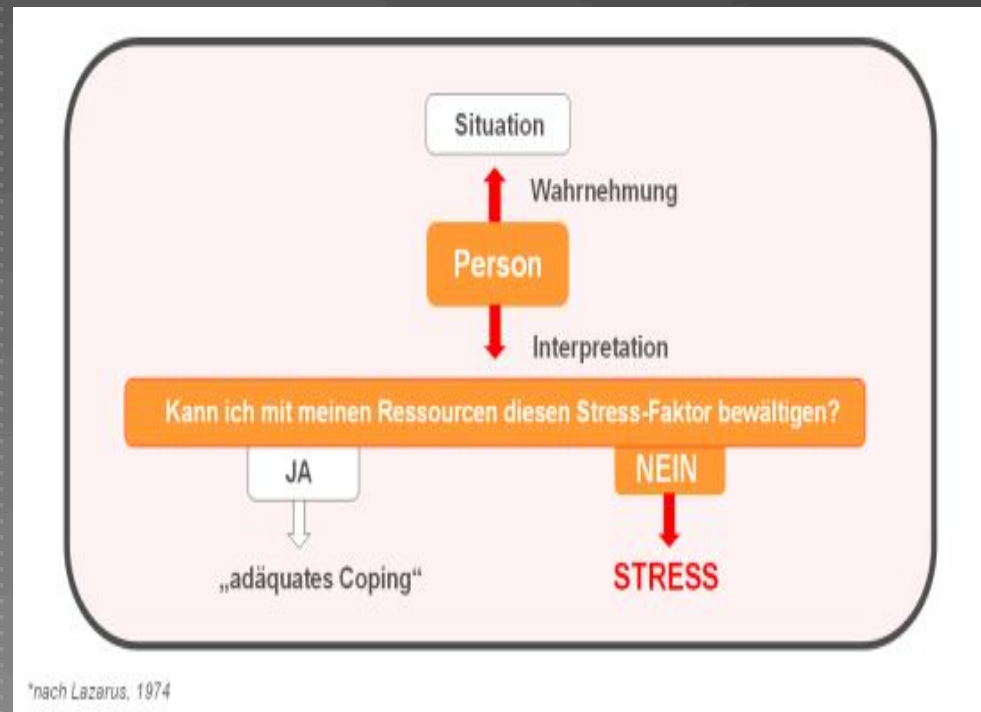 Situation
Wahrnehmung
Person
Interpretation
Kann ich mit meinen Ressourcen diesen Stress-Faktor bewältigen?
JA
NEIN
„adäquates Coping“
STRESS
*nach Lazarus, 1974